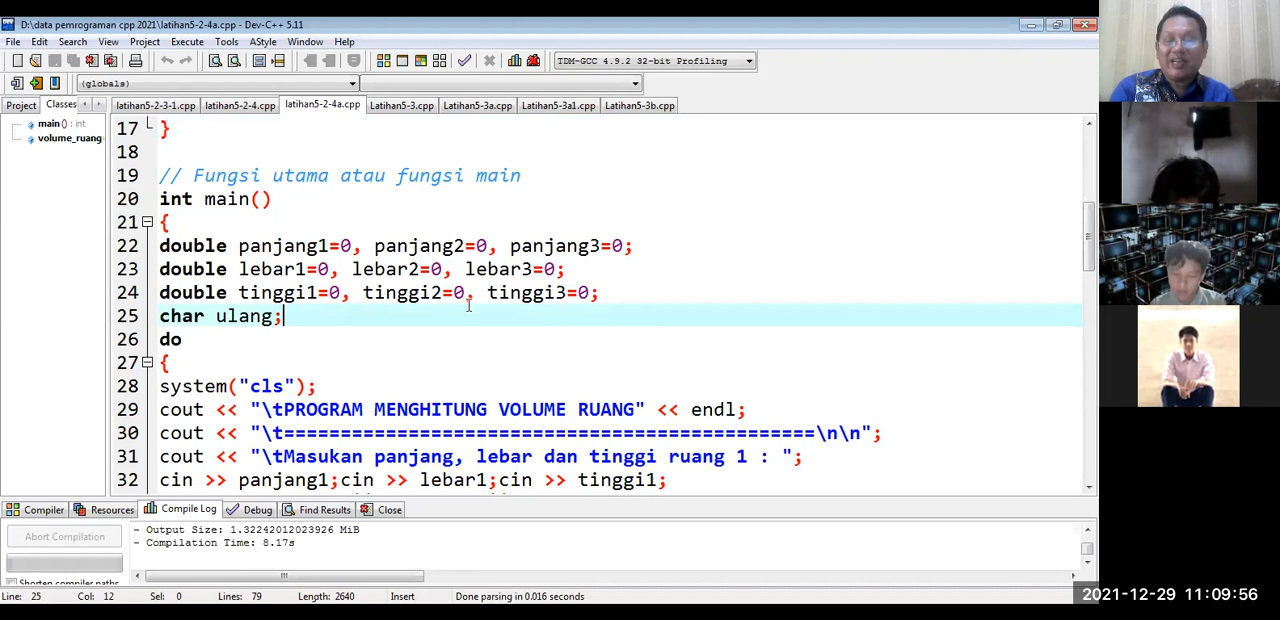 D:\data pemrograman cpp 2021\latihan5-2-4a.cpp - Dev-C++ 5.11
File Edit Search View Project Execute Tools AStyle Window Help
TDM-GCC 4.9.2 32-bit Profiling
(globals)
Project Classes latihan5-2-3-1.cpp latihan5-2-4.cpp latihan5-2-4a.cpp Latihan5-3.cpp Latihan5-3a.cpp Latihan5-3a1.cpp Latihan5-3b.cpp
main () : int
volume_ruang
17 }
18
19 // Fungsi utama atau fungsi main
20 int main()
21 {
22 double panjang1=0, panjang2=0, panjang3=0;
23 double lebar1=0, lebar2=0, lebar3=0;
24 double tinggi1=0, tinggi2=0, tinggi3=0;
25 char ulang;
26 do
27 {
28 system("cls");
29 cout << "\tPROGRAM MENGHITUNG VOLUME RUANG" << endl;
30 cout << "\t===============================================\n\n";
31 cout << "\tMasukan panjang, lebar dan tinggi ruang 1 : ";
32 cin >> panjang1;cin >> lebar1;cin >> tinggi1;
Compiler Resources Compile Log Debug Find Results Close
Abort Compilation
- Output Size: 1.32242012023926 MiB
- Compilation Time: 8.17s
Shorten compiler paths
Line: 25 Col: 12 Sel: 0 Lines: 79 Length: 2640 Insert Done parsing in 0.016 seconds
2021-12-29 11:09:56